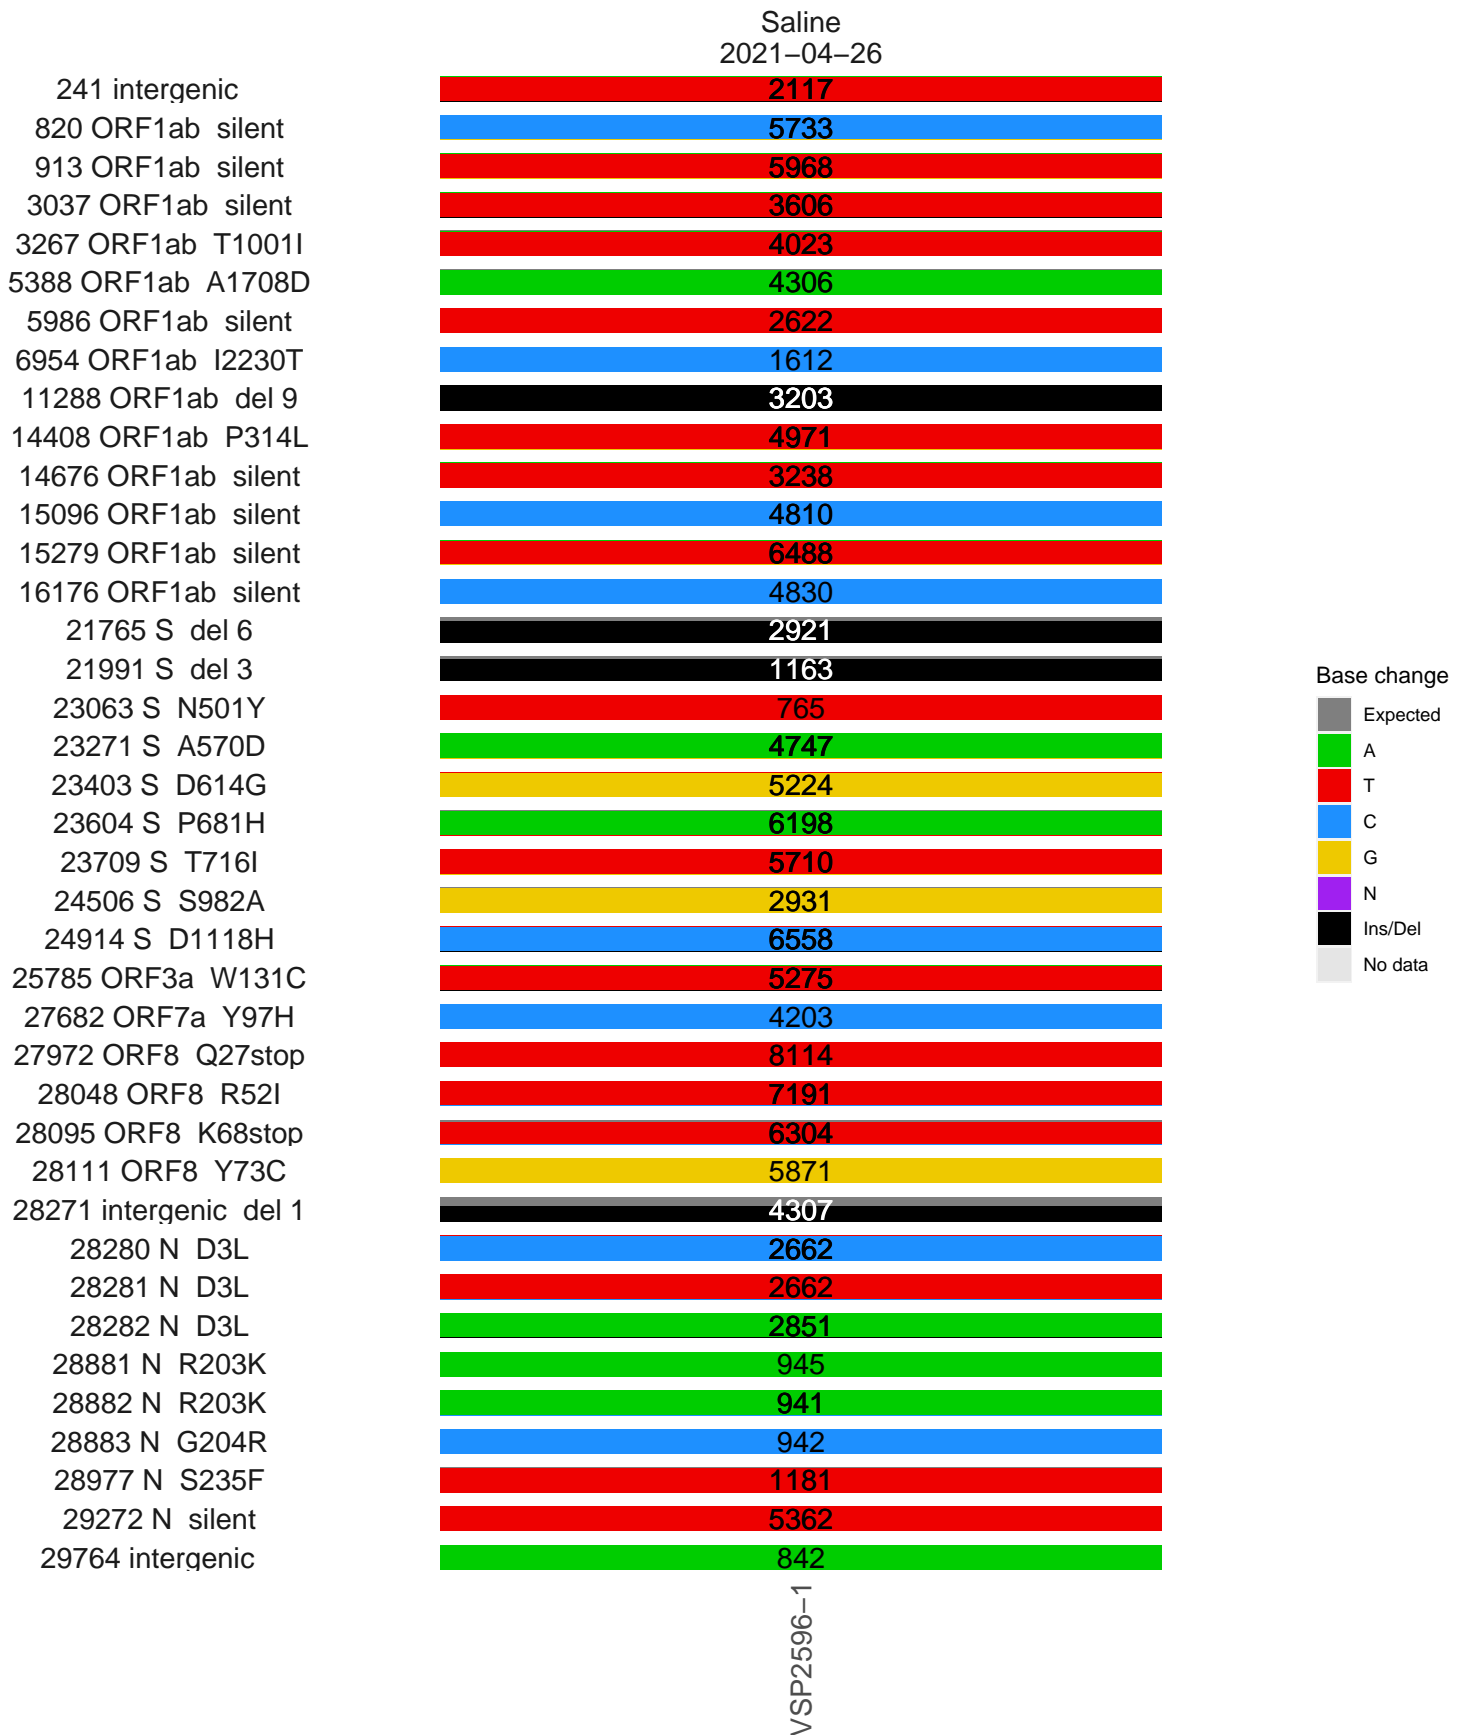 Saline
2021−04−26
241 intergenic 2117
820 ORF1ab silent 5733
913 ORF1ab silent 5968
3037 ORF1ab silent 3606
3267 ORF1ab T1001I 4023
5388 ORF1ab A1708D 4306
5986 ORF1ab silent 2622
6954 ORF1ab I2230T 1612
11288 ORF1ab del 9 3203
14408 ORF1ab P314L 4971
14676 ORF1ab silent 3238
15096 ORF1ab silent 4810
15279 ORF1ab silent 6488
16176 ORF1ab silent 4830
21765 S del 6 2921
21991 S del 3 1163
23063 S N501Y 765
23271 S A570D 4747
23403 S D614G 5224
23604 S P681H 6198
23709 S T716I 5710
24506 S S982A 2931
24914 S D1118H 6558
25785 ORF3a W131C 5275
27682 ORF7a Y97H 4203
27972 ORF8 Q27stop 8114
28048 ORF8 R52I 7191
28095 ORF8 K68stop 6304
28111 ORF8 Y73C 5871
28271 intergenic del 1 4307
28280 N D3L 2662
28281 N D3L 2662
28282 N D3L 2851
28881 N R203K 945
28882 N R203K 941
28883 N G204R 942
28977 N S235F 1181
29272 N silent 5362
29764 intergenic 842
VSP2596−1
Base change
Expected
A
T
C
G
N
Ins/Del
No data